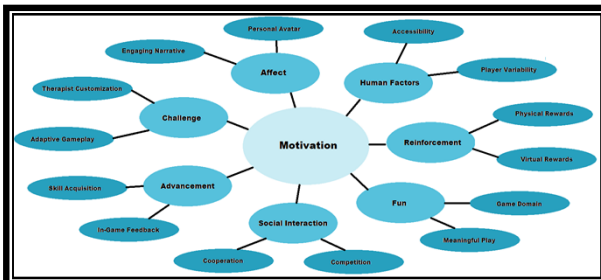 Personal Avatar
Accessibility
Engaging Narrative
Affect
Human Factors
Player Variability
Therapist Customization
Challenge
Physical Rewards
Adaptive Gameplay
Motivation
Reinforcement
Virtual Rewards
Skill Acquisition
Advancement
Fun
Game Domain
In-Game Feedback
Social Interaction
Meaningful Play
Cooperation
Competition